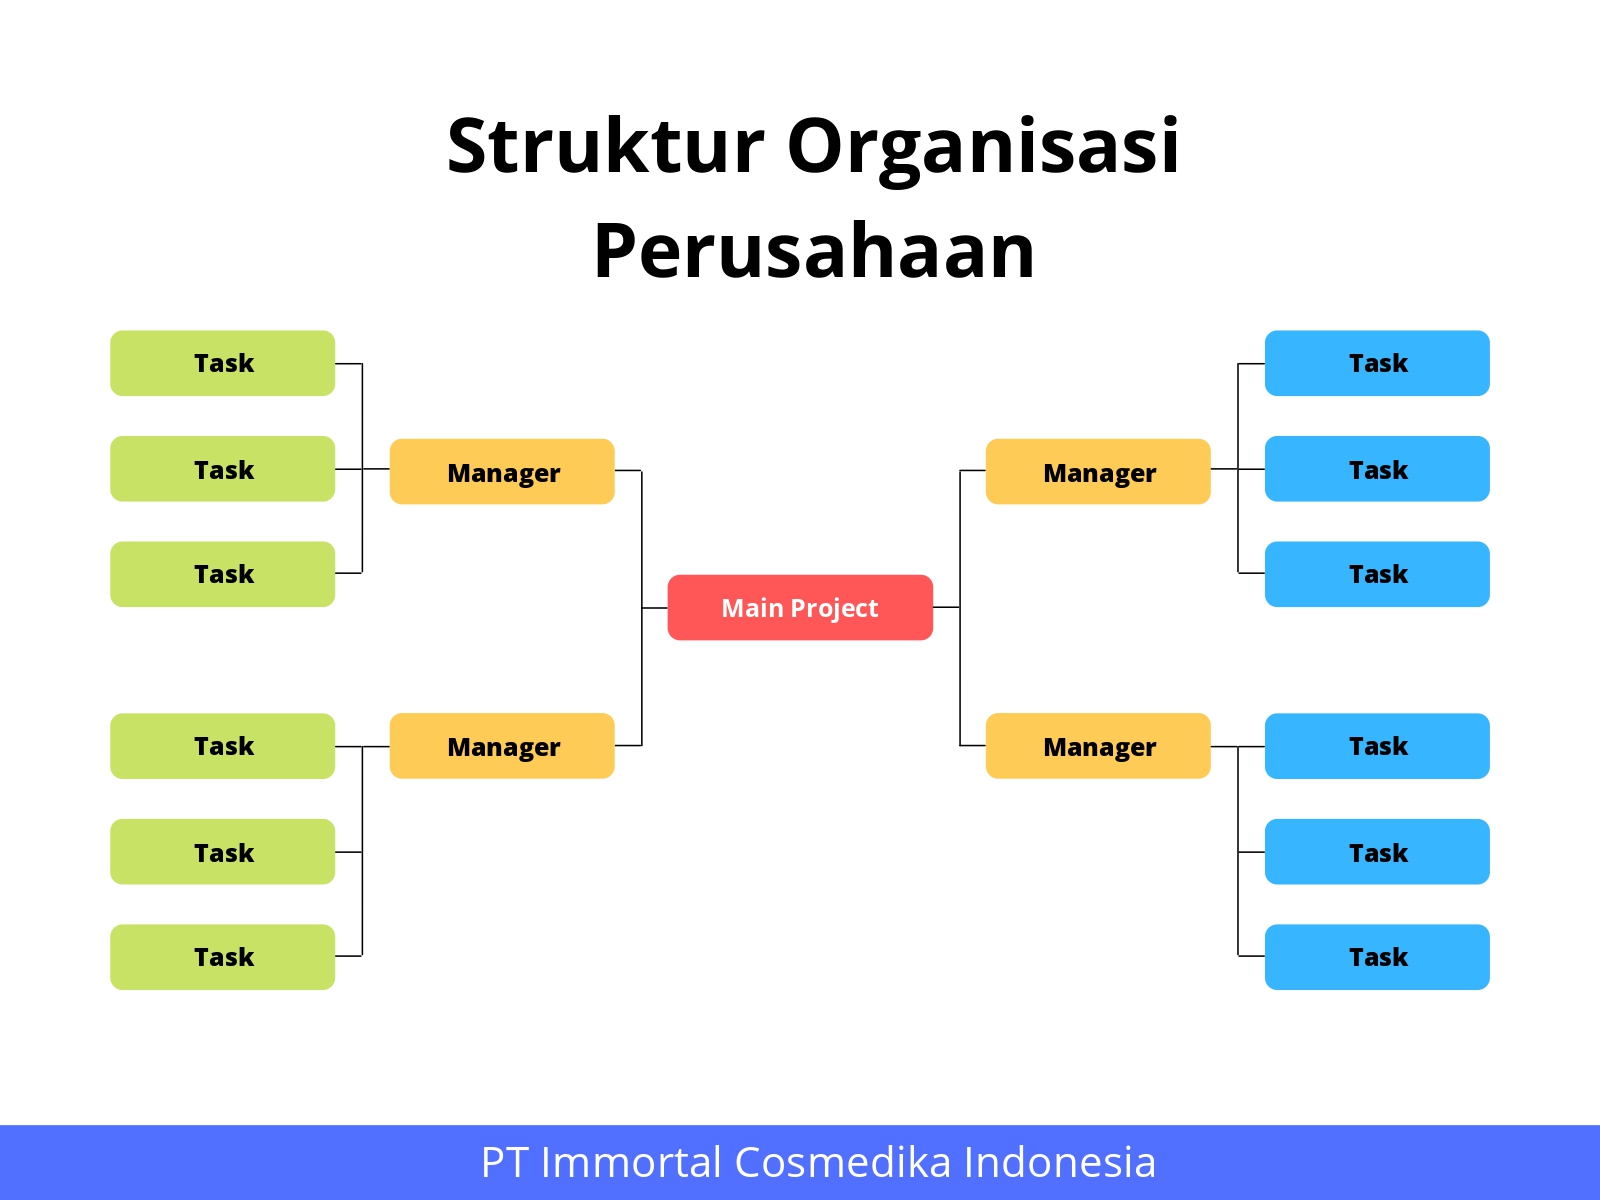 Struktur Organisasi
Perusahaan
Task
Task
Task
Manager
Task
Task
Task
Manager
Main Project
Manager
Task
Task
Task
Manager
Task
Task
Task
PT Immortal Cosmedika Indonesia